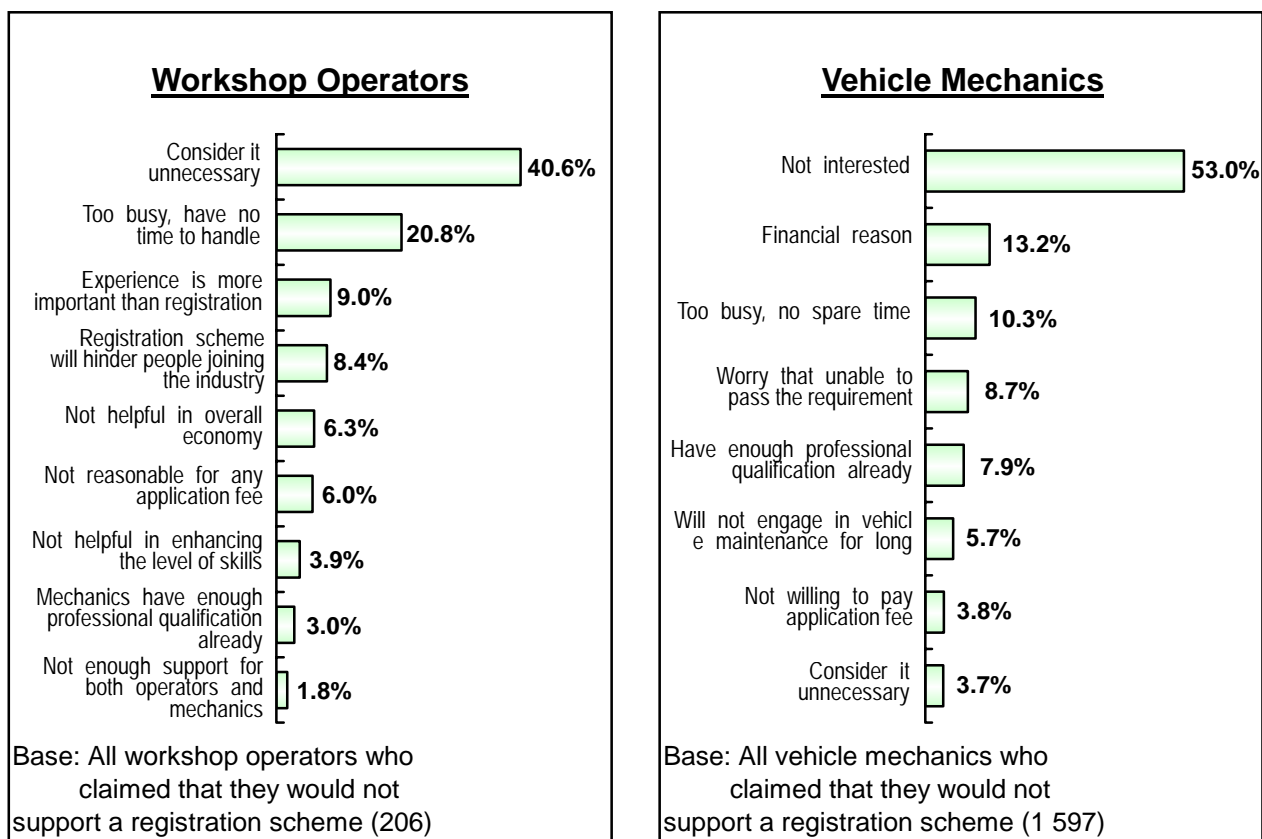 Workshop Operators
Consider it
unnecessary
40.6%
Too busy, have no
time to handle
20.8%
Experience is more
important than registration
9.0%
Registration scheme
will hinder people joining
the industry
8.4%
Not helpful in overall
economy
6.3%
Not reasonable for any
application fee
6.0%
Not helpful in enhancing
the level of skills
3.9%
Mechanics have enough
professional qualification
already
3.0%
Not enough support for
both operators and
mechanics
1.8%
Base: All workshop operators who
claimed that they would not
support a registration scheme (206)
Vehicle Mechanics
Not interested
53.0%
Financial reason
13.2%
Too busy, no spare time
10.3%
Worry that unable to
pass the requirement
8.7%
Have enough professional
qualification already
7.9%
Will not engage in vehicl
e maintenance for long
5.7%
Not willing to pay
application fee
3.8%
Consider it
unnecessary
3.7%
Base: All vehicle mechanics who
claimed that they would not
support a registration scheme (1 597)